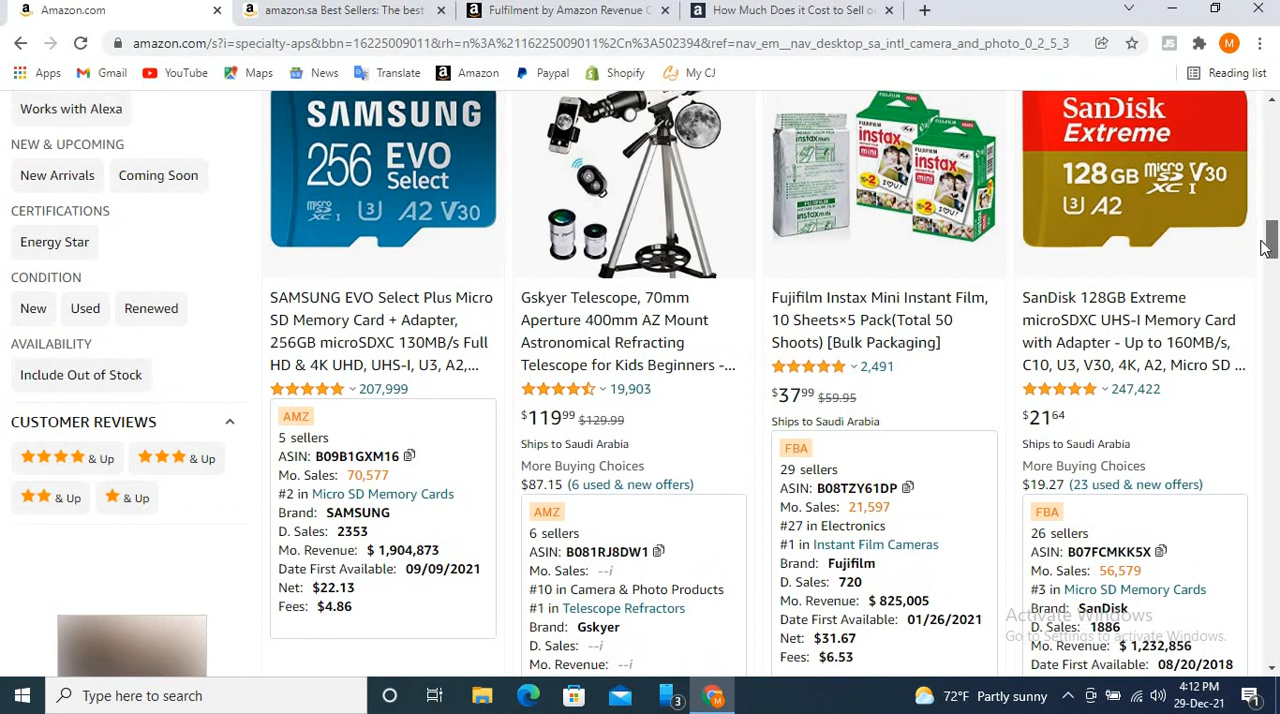 Amazon.com
amazon.sa Best Sellers: The best
Fulfilment by Amazon Revenue C
How Much Does it Cost to Sell o
amazon.com/s?i=specialty-aps&bbn=16225009011&rh=n%3A%2116225009011%2Cn%3A502394&ref=nav_em__nav_desktop_sa_intl_camera_and_photo_0_2_5_3
JS
M
Apps
Gmail
YouTube
Maps
News
Translate
Amazon
Paypal
Shopify
My CJ
Reading list
Works with Alexa
NEW & UPCOMING
New Arrivals
Coming Soon
CERTIFICATIONS
Energy Star
CONDITION
New
Used
Renewed
AVAILABILITY
Include Out of Stock
CUSTOMER REVIEWS
& Up
& Up
& Up
& Up
SAMSUNG
256 EVO
Select
micro SD XC I U3 A2 V30
SAMSUNG EVO Select Plus Micro
SD Memory Card + Adapter,
256GB microSDXC 130MB/s Full
HD & 4K UHD, UHS-I, U3, A2,...
207,999
AMZ
5 sellers
ASIN: B09B1GXM16
Mo. Sales: 70,577
#2 in Micro SD Memory Cards
Brand: SAMSUNG
D. Sales: 2353
Mo. Revenue: $ 1,904,873
Date First Available: 09/09/2021
Net: $22.13
Fees: $4.86
Gskyer Telescope, 70mm
Aperture 400mm AZ Mount
Astronomical Refracting
Telescope for Kids Beginners -...
19,903
$119 99 $129.99
Ships to Saudi Arabia
More Buying Choices
$87.15 (6 used & new offers)
AMZ
6 sellers
ASIN: B081RJ8DW1
Mo. Sales: --i
#10 in Camera & Photo Products
#1 in Telescope Refractors
Brand: Gskyer
D. Sales: --i
Mo. Revenue: --i
FUJIFILM
instax mini
instax mini
Fujifilm Instax Mini Instant Film,
10 Sheets×5 Pack(Total 50
Shoots) [Bulk Packaging]
2,491
$37 99 $59.95
Ships to Saudi Arabia
FBA
29 sellers
ASIN: B08TZY61DP
Mo. Sales: 21,597
#27 in Electronics
#1 in Instant Film Cameras
Brand: Fujifilm
D. Sales: 720
Mo. Revenue: $ 825,005
Date First Available: 01/26/2021
Net: $31.67
Fees: $6.53
SanDisk
Extreme
128GB micro SD XC I V30
U3 A2
SanDisk 128GB Extreme
microSDXC UHS-I Memory Card
with Adapter - Up to 160MB/s,
C10, U3, V30, 4K, A2, Micro SD ...
247,422
$21 64
Ships to Saudi Arabia
More Buying Choices
$19.27 (23 used & new offers)
FBA
26 sellers
ASIN: B07FCMKK5X
Mo. Sales: 56,579
#3 in Micro SD Memory Cards
Brand: SanDisk
D. Sales: 1886
Mo. Revenue: $ 1,232,856
Date First Available: 08/20/2018
Activate Windows
Go to Settings to activate Windows.
Type here to search
3
M
72°F Partly sunny
4:12 PM
29-Dec-21
1